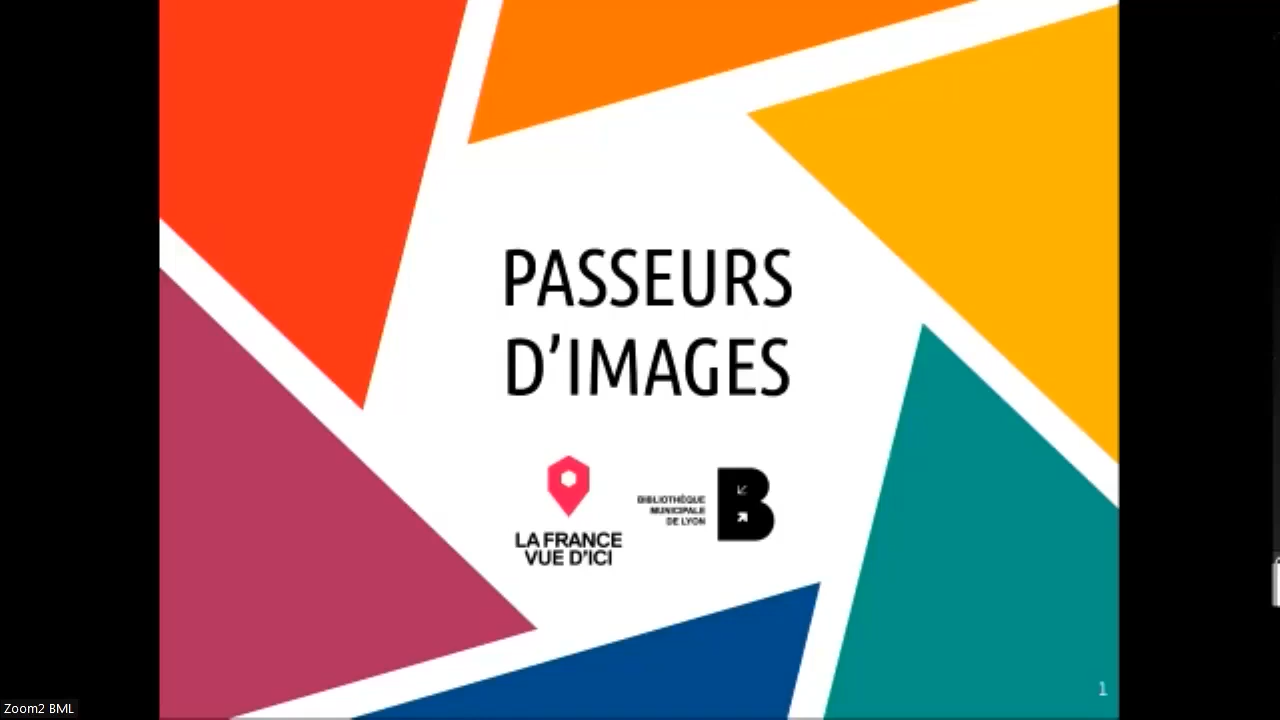 PASSEURS
D’IMAGES
LA FRANCE
VUE D’ICI
BIBLIOTHÈQUE
MUNICIPALE
DE LYON
B
1
Zoom2 BML